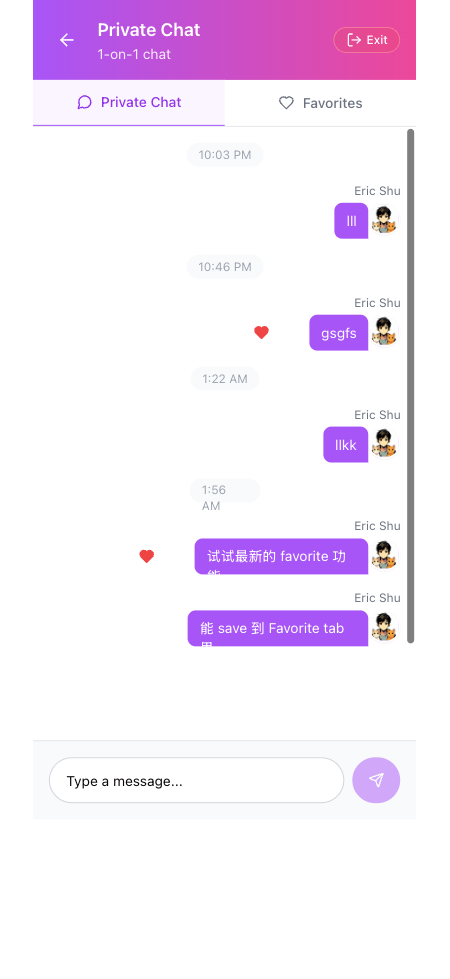 Private Chat
1-on-1 chat
Exit
Private Chat
Favorites
10:03 PM
Eric Shu
lll
10:46 PM
Eric Shu
gsgfs
1:22 AM
Eric Shu
llkk
1:56
AM
Eric Shu
试试最新的 favorite 功
能
Eric Shu
能 save 到 Favorite tab
Type a message...